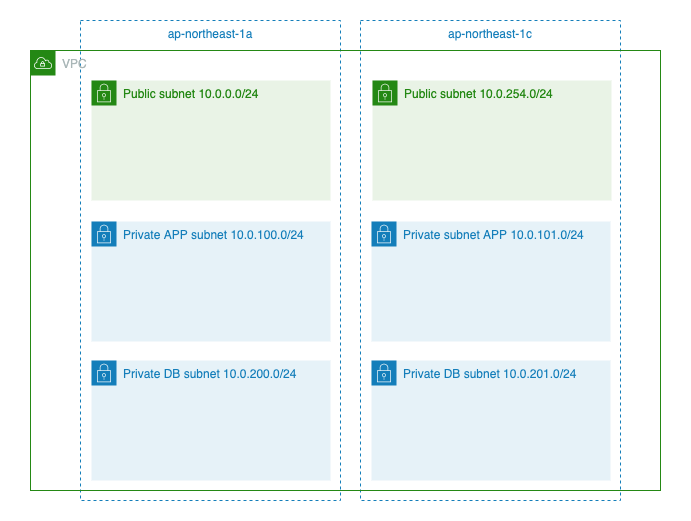 ap-northeast-1a
ap-northeast-1c
VPC
Public subnet 10.0.0.0/24
Public subnet 10.0.254.0/24
Private APP subnet 10.0.100.0/24
Private subnet APP 10.0.101.0/24
Private DB subnet 10.0.200.0/24
Private DB subnet 10.0.201.0/24